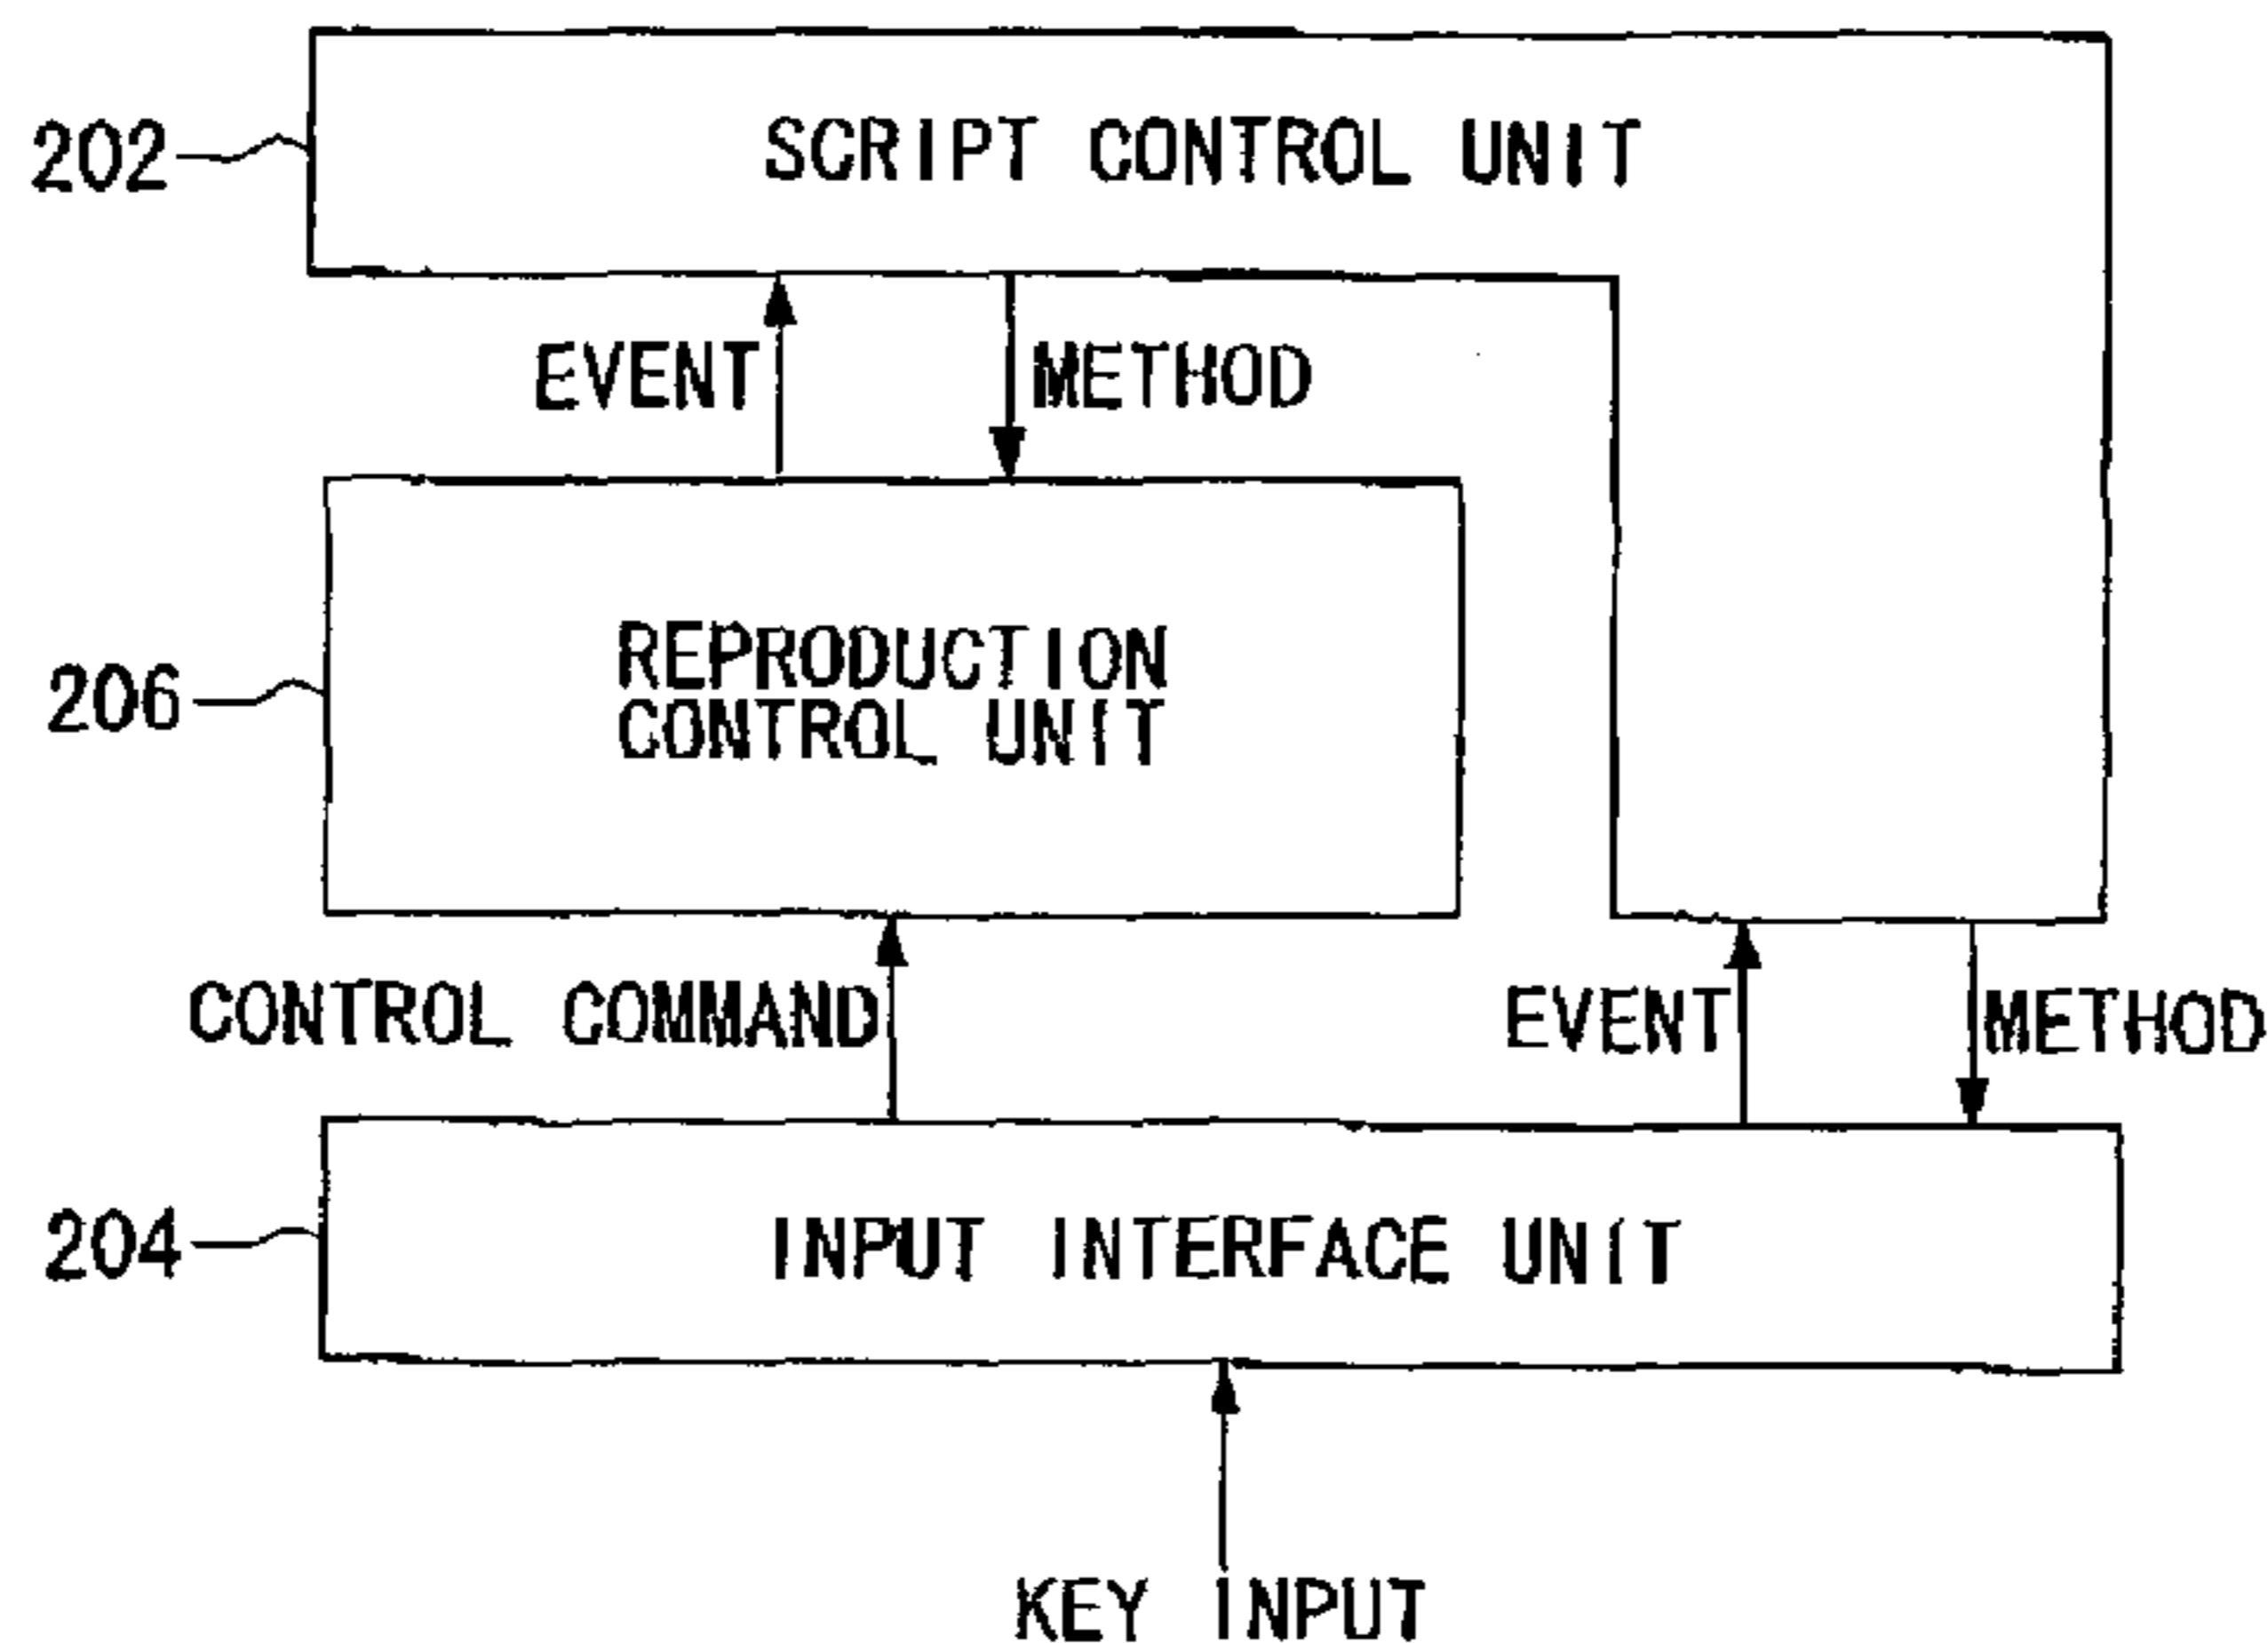 202
SCRIPT CONTROL UNIT
EVENT
METHOD
206
REPRODUCTION
CONTROL UNIT
CONTROL COMMAND
EVENT
METHOD
204
INPUT INTERFACE UNIT
KEY INPUT